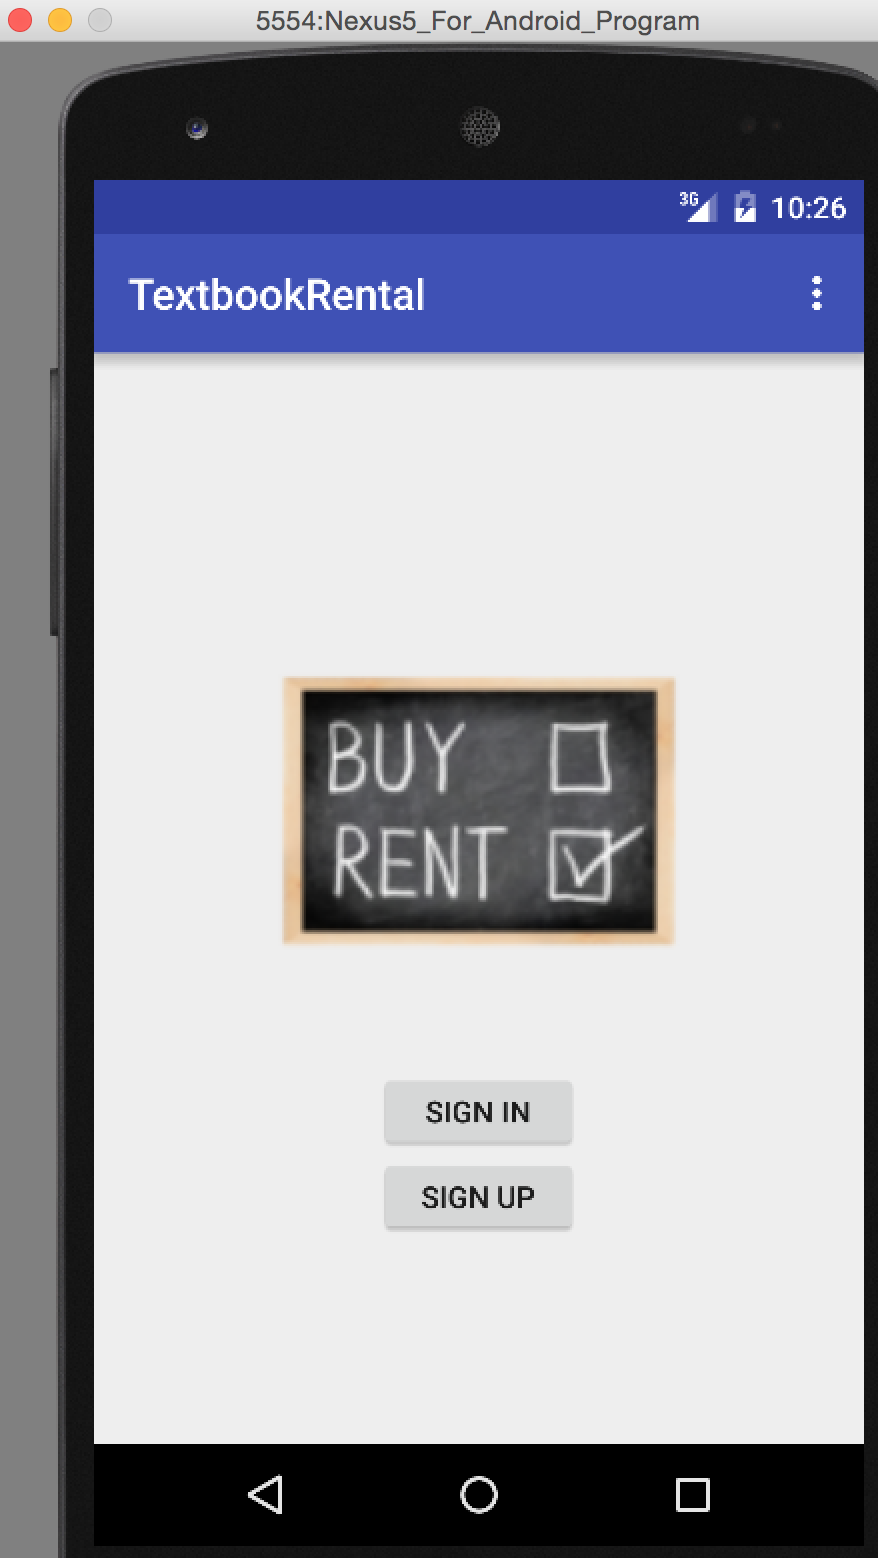 5554:Nexus5_For_Android_Program
3G 10:26
TextbookRental
BUY
RENT
SIGN IN
SIGN UP